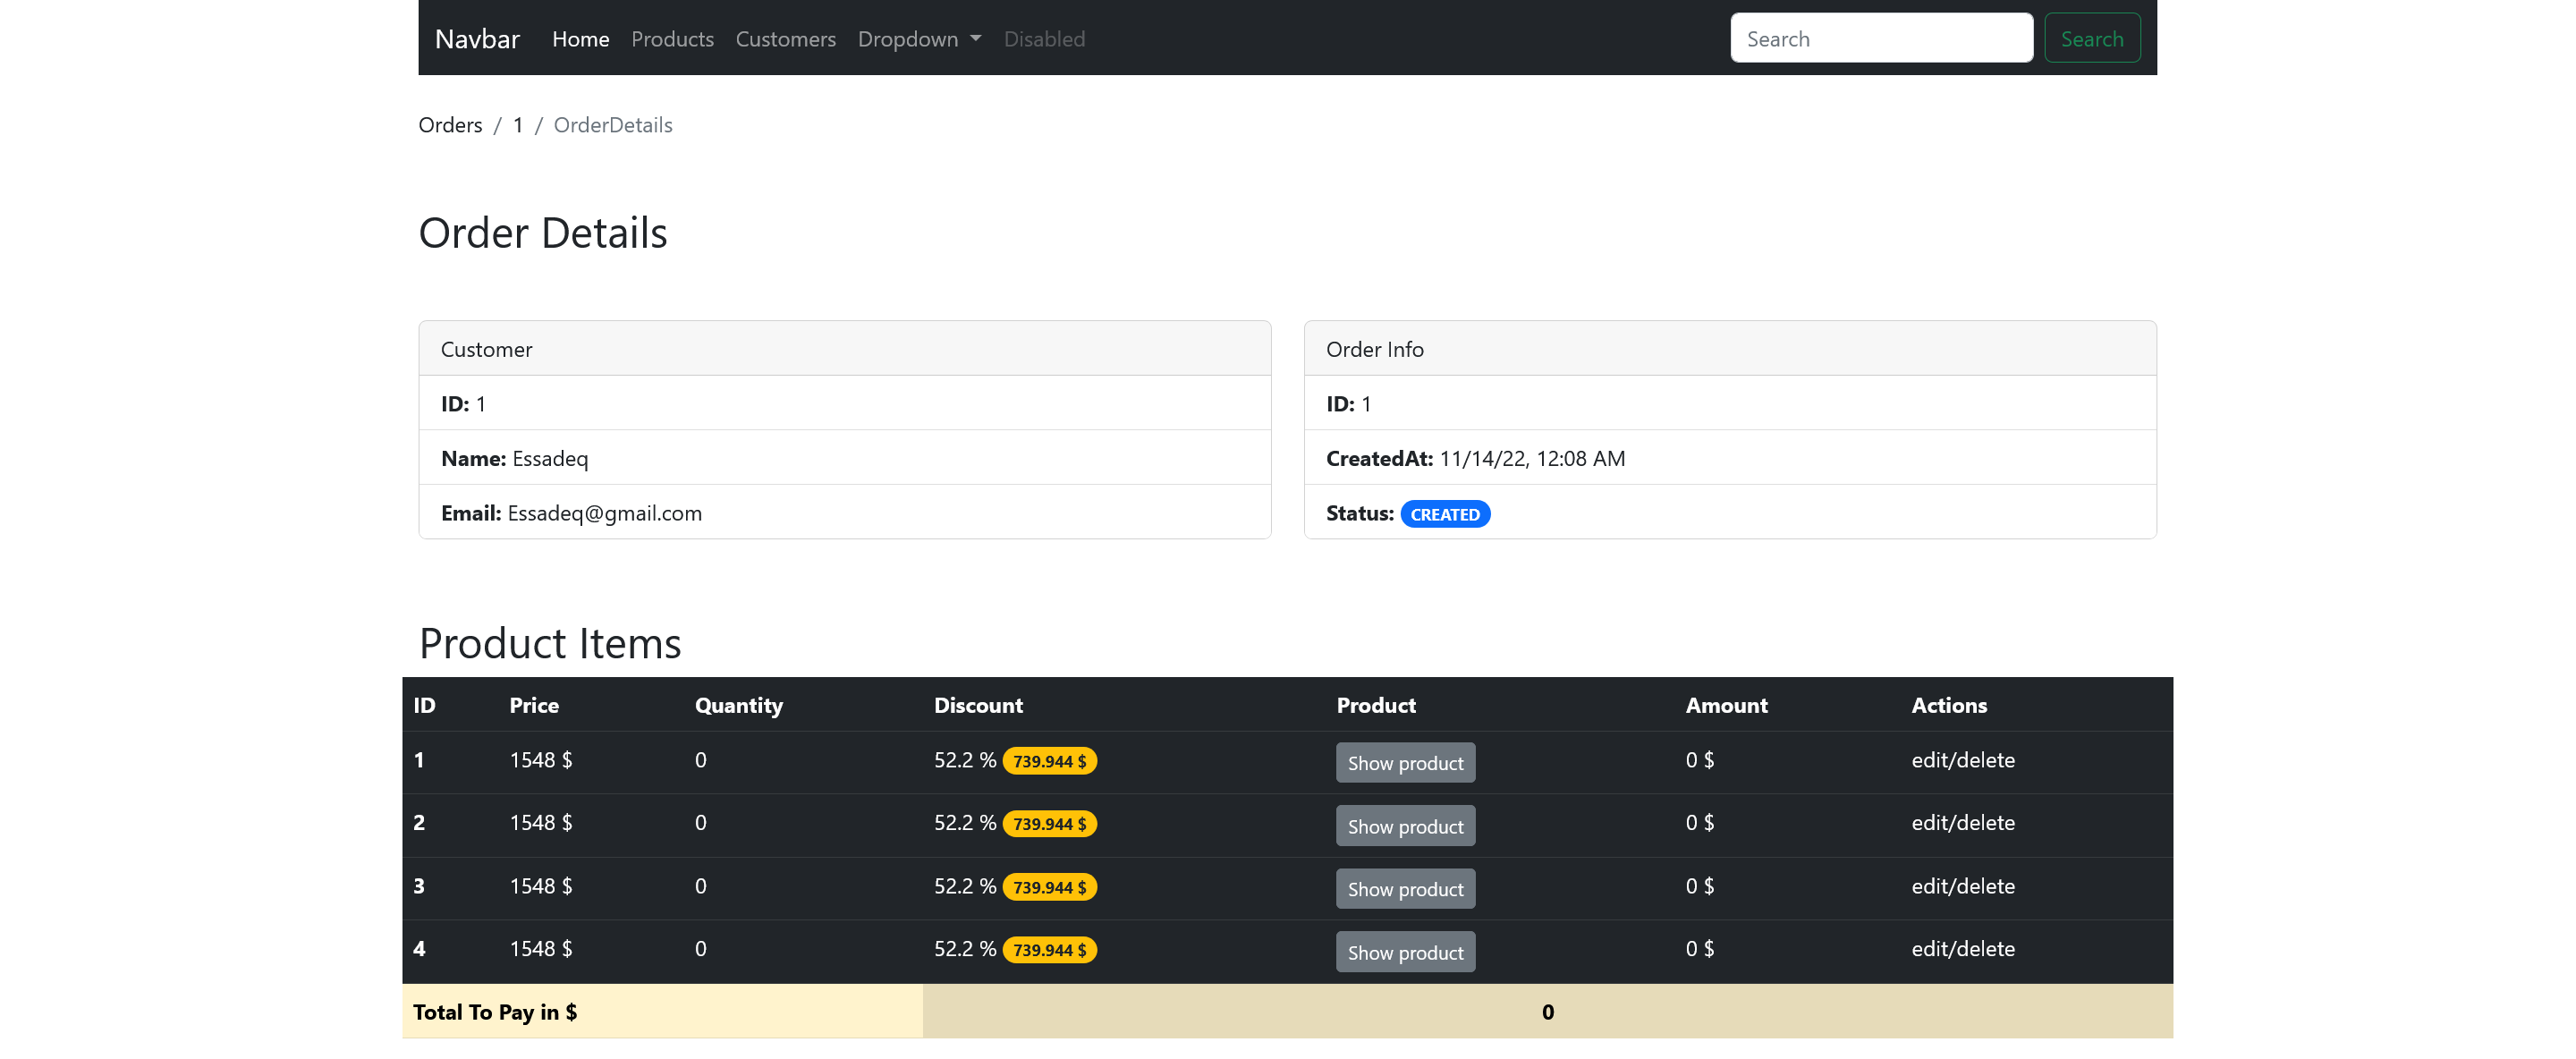 Navbar Home Products Customers Dropdown Disabled Search Search
Orders / 1 / OrderDetails
Order Details
Customer
ID: 1
Name: Essadeq
Email: Essadeq@gmail.com
Order Info
ID: 1
CreatedAt: 11/14/22, 12:08 AM
Status: CREATED
Product Items
ID Price Quantity Discount Product Amount Actions
1 1548 $ 0 52.2 % 739.944 $ Show product 0 $ edit/delete
2 1548 $ 0 52.2 % 739.944 $ Show product 0 $ edit/delete
3 1548 $ 0 52.2 % 739.944 $ Show product 0 $ edit/delete
4 1548 $ 0 52.2 % 739.944 $ Show product 0 $ edit/delete
Total To Pay in $ 0